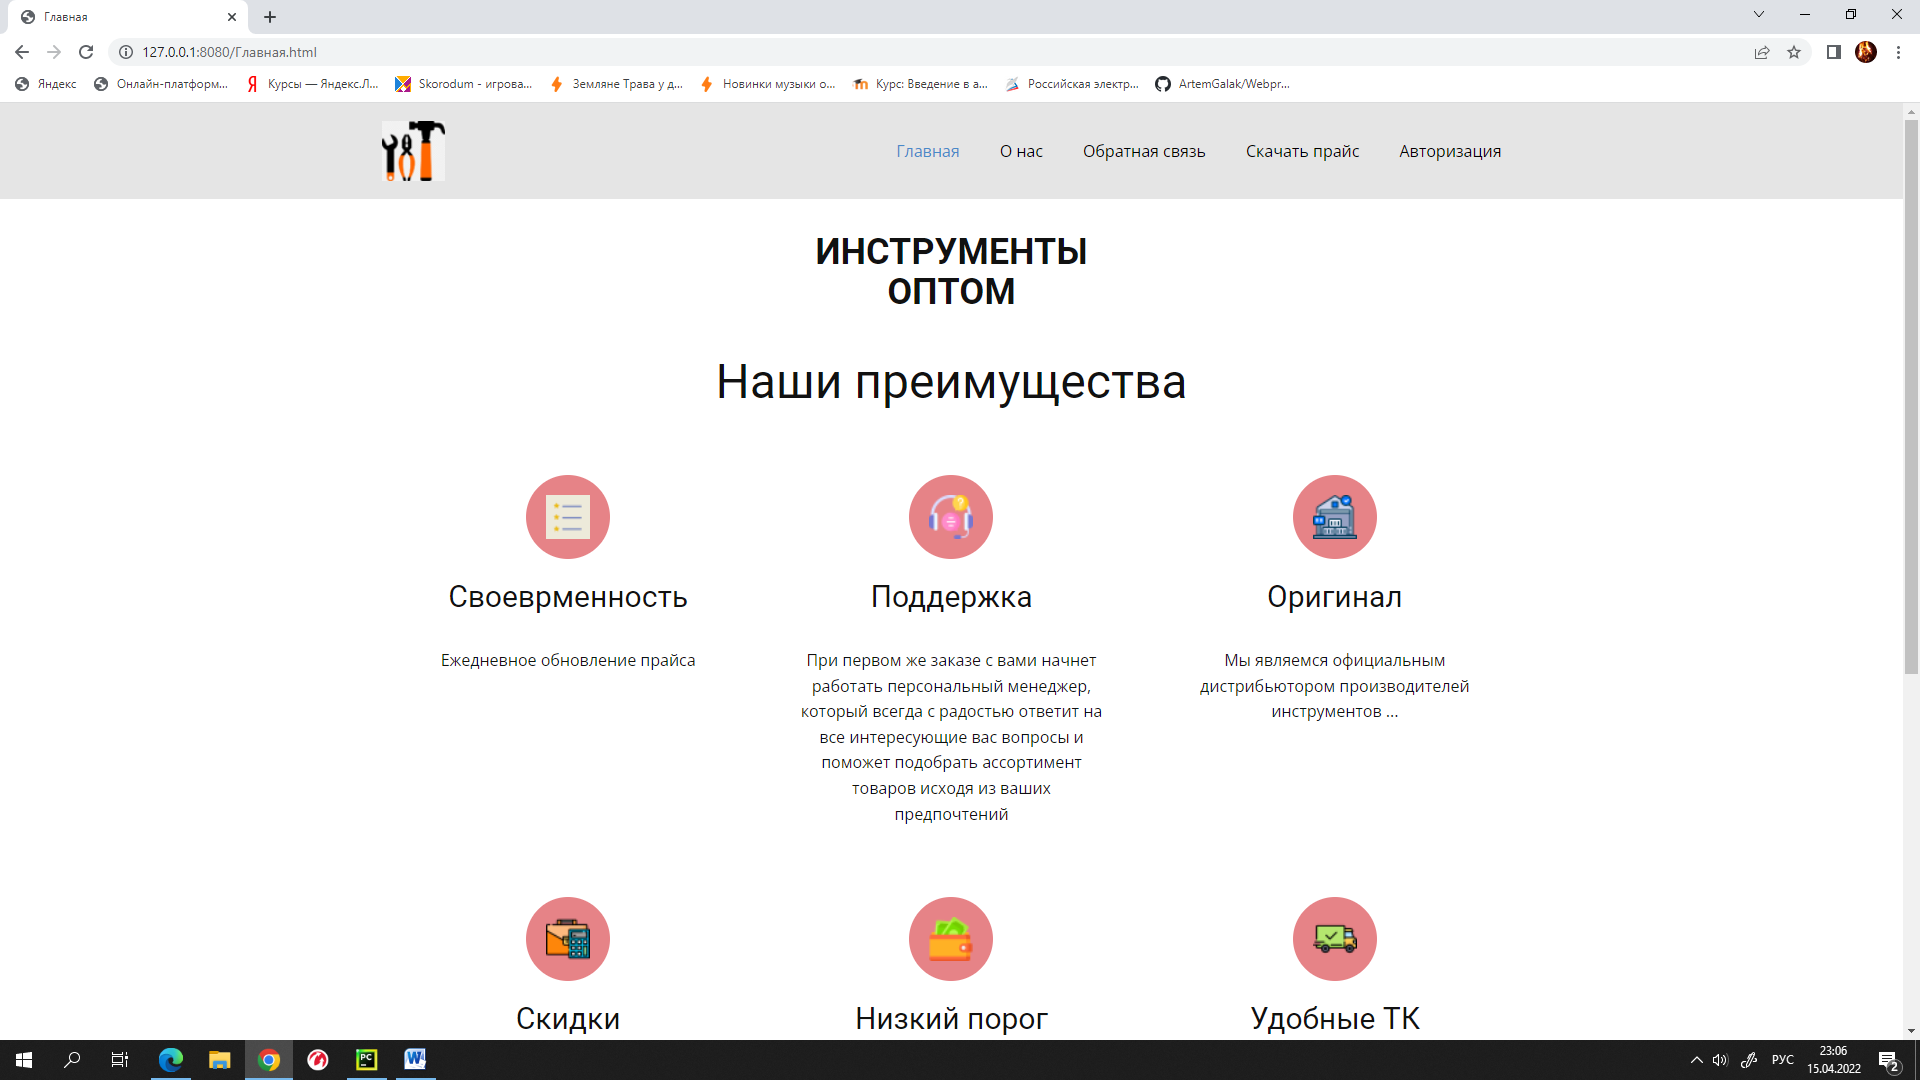 Главная
127.0.0.1:8080/Главная.html
Яндекс
Онлайн-платформ...
Курсы — Яндекс.Л...
Skorodum - игрова...
Земляне Трава у д...
Новинки музыки о...
Курс: Введение в а...
Российская электр...
ArtemGalak/Webpr...
Главная
О нас
Обратная связь
Скачать прайс
Авторизация
ИНСТРУМЕНТЫ
ОПТОМ
Наши преимущества
Своеврменность
Поддержка
Оригинал
Ежедневное обновление прайса
При первом же заказе с вами начнет
работать персональный менеджер,
который всегда с радостью ответит на
все интересующие вас вопросы и
поможет подобрать ассортимент
товаров исходя из ваших
предпочтений
Мы являемся официальным
дистрибьютором производителей
инструментов ...
Скидки
Низкий порог
Удобные ТК
PC
W
РУС
23:06
15.04.2022
2